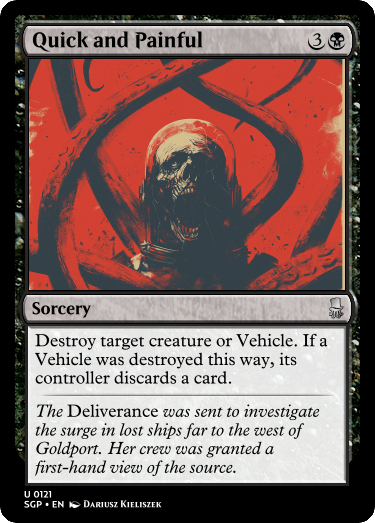 Quick and Painful 3
Sorcery
Destroy target creature or Vehicle. If a
Vehicle was destroyed this way, its
controller discards a card.
The Deliverance was sent to investigate
the surge in lost ships far to the west of
Goldport. Her crew was granted a
first-hand view of the source.
U 0121
SGP • EN Dariusz Kieliszek